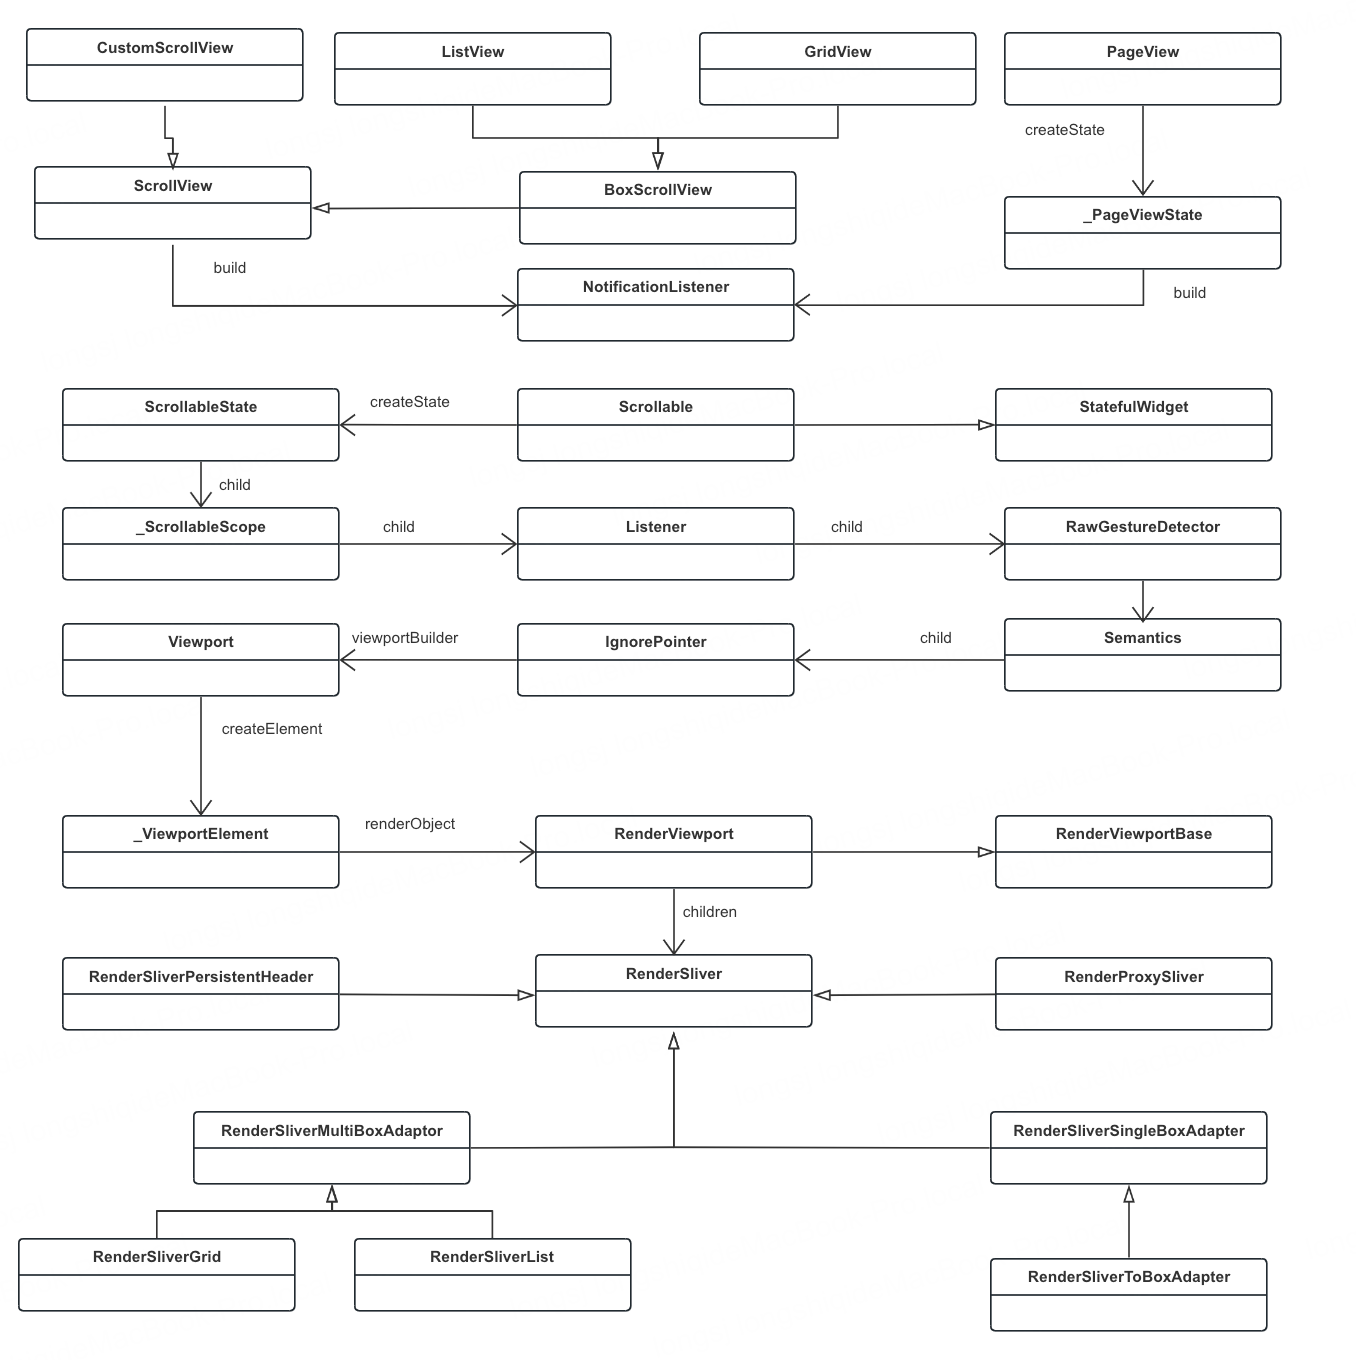 CustomScrollView
ListView
GridView
PageView
createState
ScrollView
BoxScrollView
_PageViewState
build
NotificationListener
build
ScrollableState
createState
Scrollable
StatefulWidget
child
_ScrollableScope
child
Listener
child
RawGestureDetector
Viewport
viewportBuilder
IgnorePointer
child
Semantics
createElement
_ViewportElement
renderObject
RenderViewport
RenderViewportBase
children
RenderSliverPersistentHeader
RenderSliver
RenderProxySliver
RenderSliverMultiBoxAdaptor
RenderSliverSingleBoxAdapter
RenderSliverGrid
RenderSliverList
RenderSliverToBoxAdapter